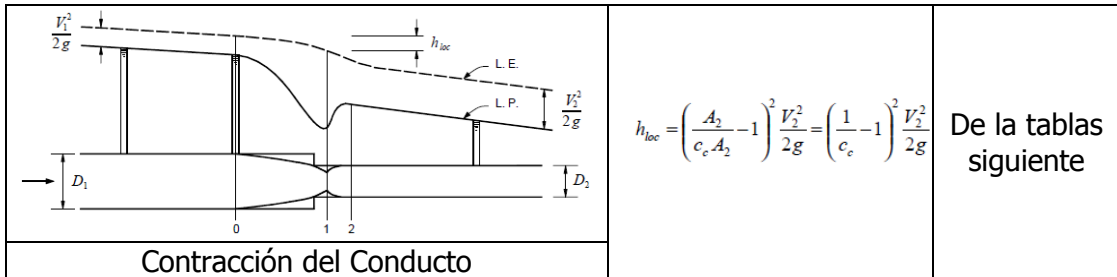 V₁²/2g
h_loc
L. E.
L. P.
V₂²/2g
D₁
D₂
0 1 2
Contracción del Conducto
h_loc = (A₂/(c_c A₂) − 1)² V₂²/2g = (1/c_c − 1)² V₂²/2g
De la tablas
siguiente